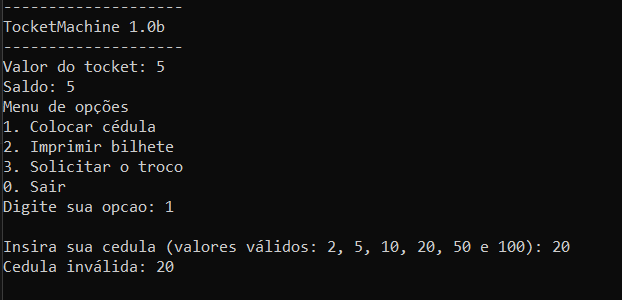 --------------------
TocketMachine 1.0b
--------------------
Valor do tocket: 5
Saldo: 5
Menu de opções
1. Colocar cédula
2. Imprimir bilhete
3. Solicitar o troco
0. Sair
Digite sua opcao: 1
Insira sua cedula (valores válidos: 2, 5, 10, 20, 50 e 100): 20
Cedula inválida: 20